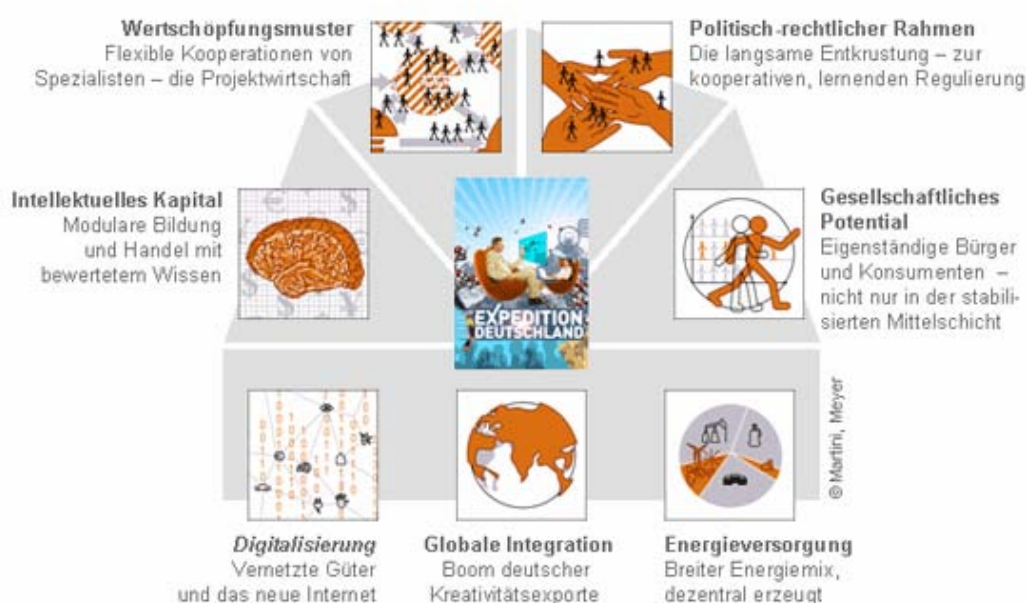 Wertschöpfungsmuster
Flexible Kooperationen von
Spezialisten – die Projektwirtschaft
Politisch-rechtlicher Rahmen
Die langsame Entkrustung – zur
kooperativen, lernenden Regulierung
Intellektuelles Kapital
Modulare Bildung
und Handel mit
bewertetem Wissen
EXPEDITION
DEUTSCHLAND
Gesellschaftliches
Potential
Eigenständige Bürger
und Konsumenten –
nicht nur in der stabili-
sierten Mittelschicht
© Martini, Meyer
Digitalisierung
Vernetzte Güter
und das neue Internet
Globale Integration
Boom deutscher
Kreativitätsexporte
Energieversorgung
Breiter Energiemix,
dezentral erzeugt